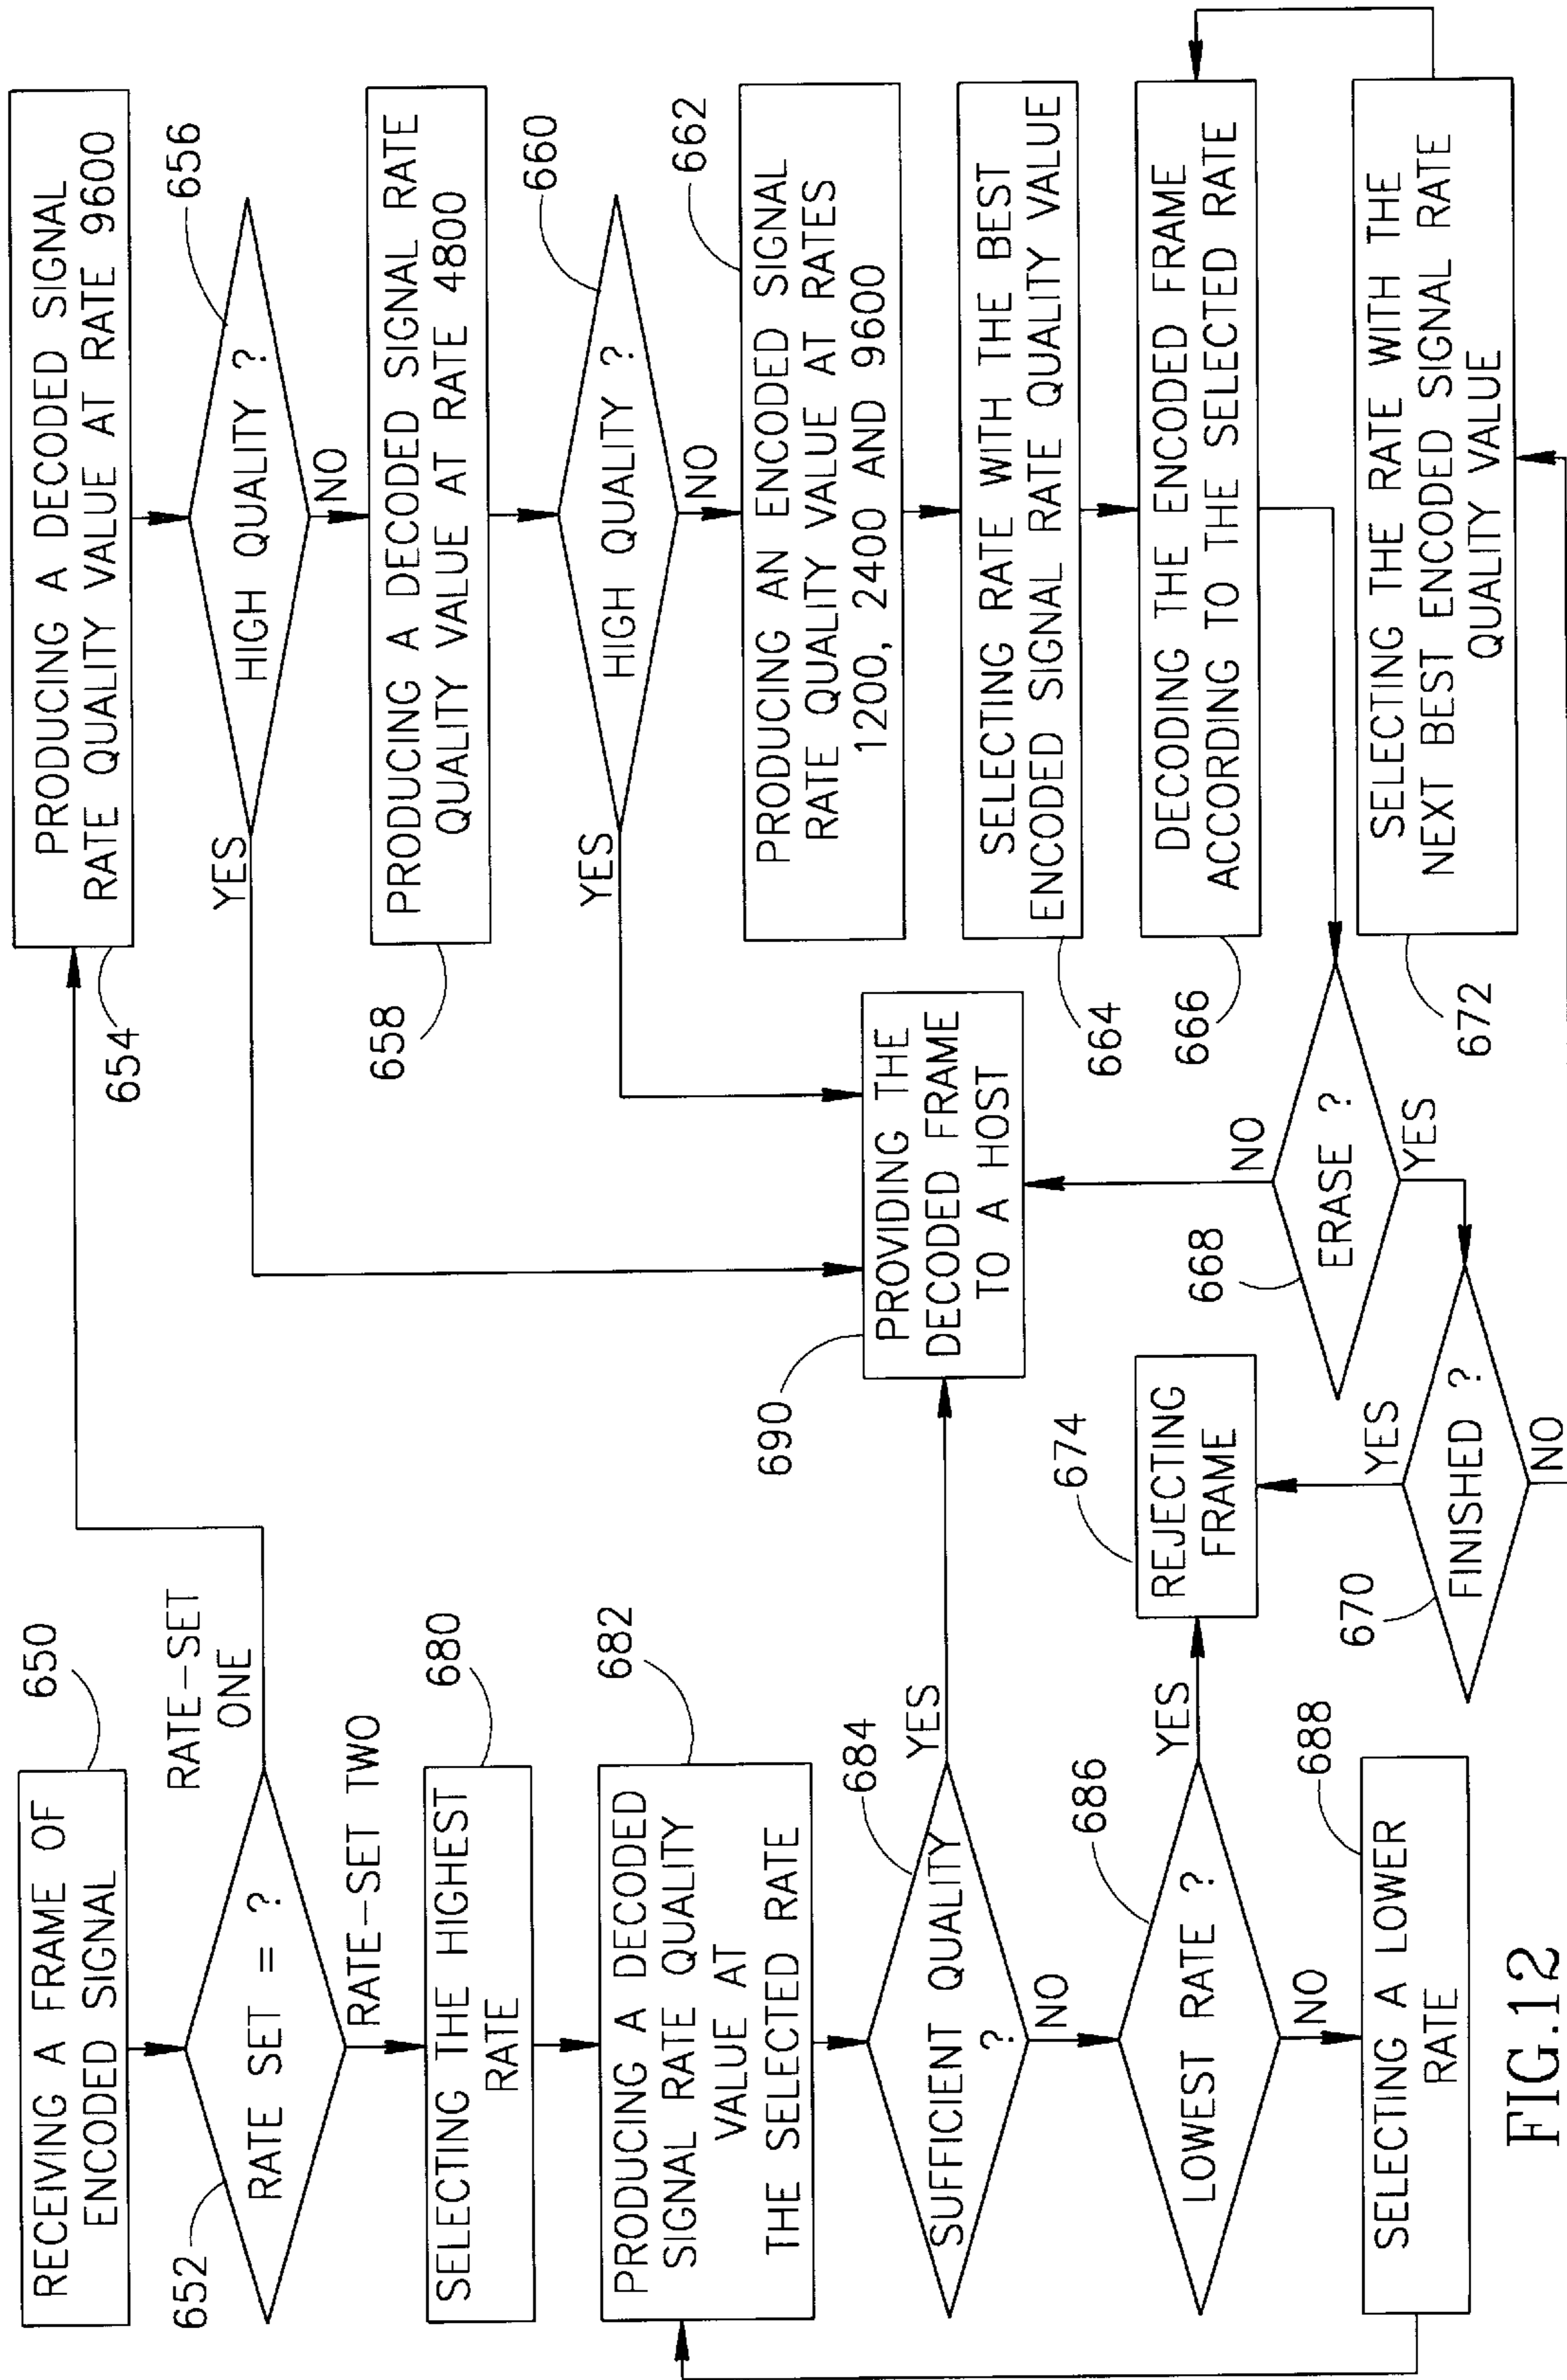 RECEIVING A FRAME OF
ENCODED SIGNAL
650
652
RATE SET = ?
RATE-SET
ONE
RATE-SET TWO
SELECTING THE HIGHEST
RATE
680
PRODUCING A DECODED
SIGNAL RATE QUALITY
VALUE AT
THE SELECTED RATE
682
SUFFICIENT QUALITY
?
684
YES
NO
LOWEST RATE ?
686
YES
NO
SELECTING A LOWER
RATE
688
PROVIDING THE
DECODED FRAME
TO A HOST
690
REJECTING
FRAME
674
FINISHED ?
670
YES
NO
ERASE ?
668
NO
YES
PRODUCING A DECODED SIGNAL
RATE QUALITY VALUE AT RATE 9600
654
HIGH QUALITY ?
656
YES
NO
PRODUCING A DECODED SIGNAL RATE
QUALITY VALUE AT RATE 4800
658
HIGH QUALITY ?
660
YES
NO
PRODUCING AN ENCODED SIGNAL
RATE QUALITY VALUE AT RATES
1200, 2400 AND 9600
662
SELECTING RATE WITH THE BEST
ENCODED SIGNAL RATE QUALITY VALUE
664
DECODING THE ENCODED FRAME
ACCORDING TO THE SELECTED RATE
666
SELECTING THE RATE WITH THE
NEXT BEST ENCODED SIGNAL RATE
QUALITY VALUE
672
FIG.12